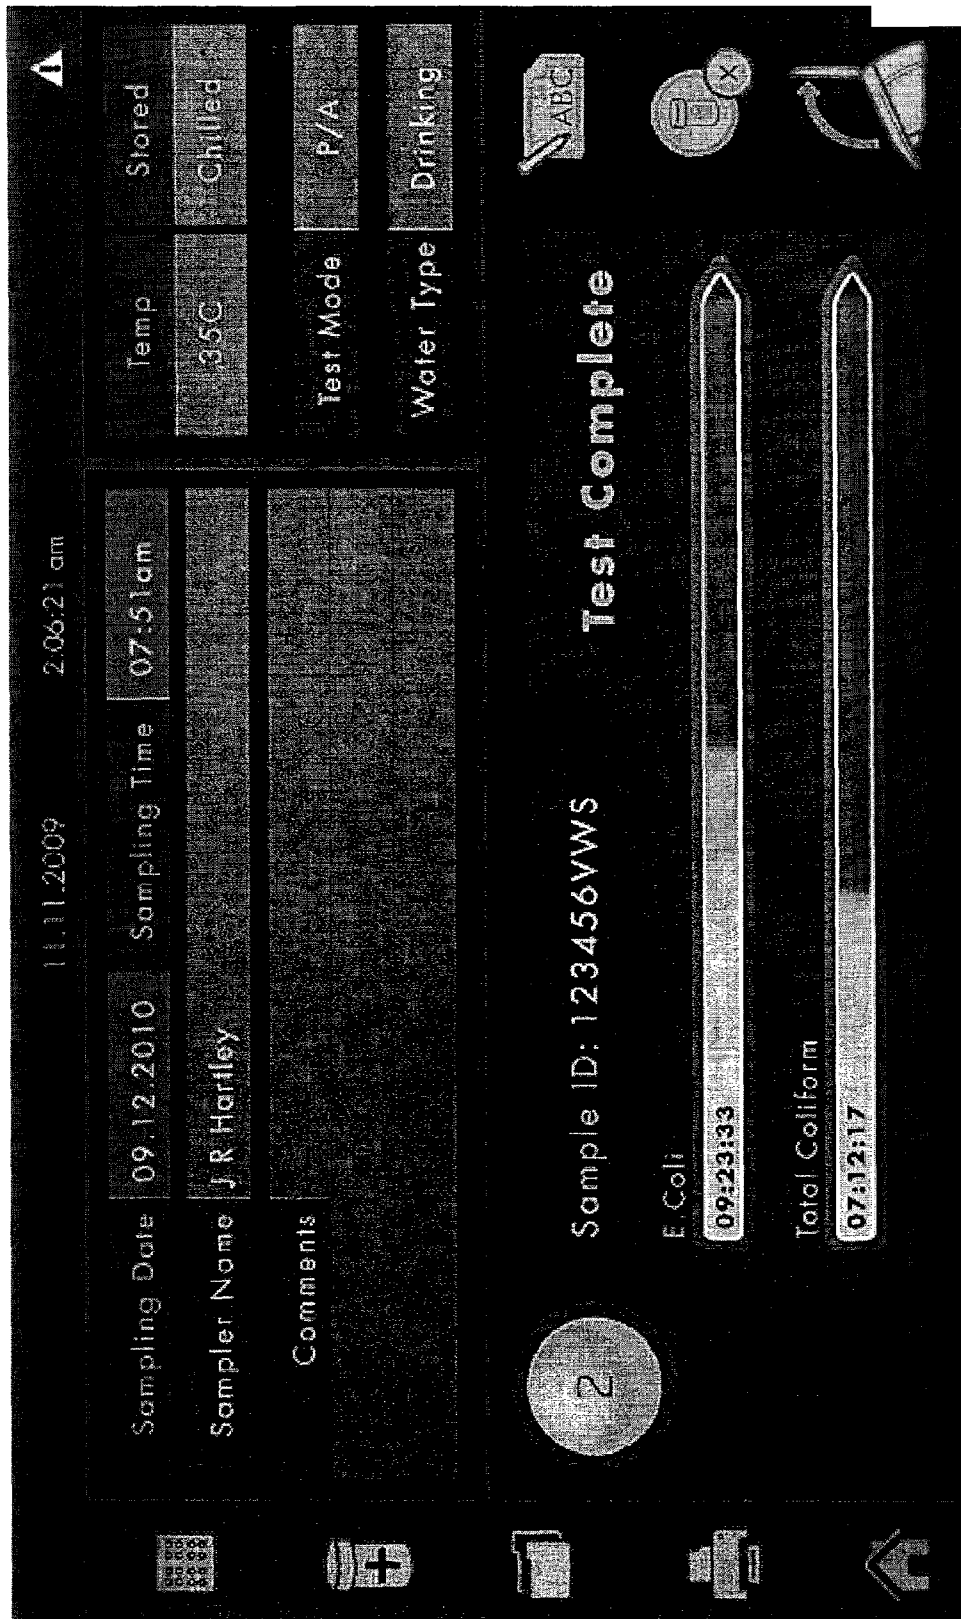 11.11.2009 2:06:21 am
Sampling Date 09.12.2010 Sampling Time 07:51am
Sampler Name J R Hartley
Comments
Temp Stored
35C Chilled
Test Mode P/A
Water Type Drinking
2
Sample ID: 123456VWS Test Complete
E.Coli
09:23:33
Total Coliform
07:12:17
ABC
X